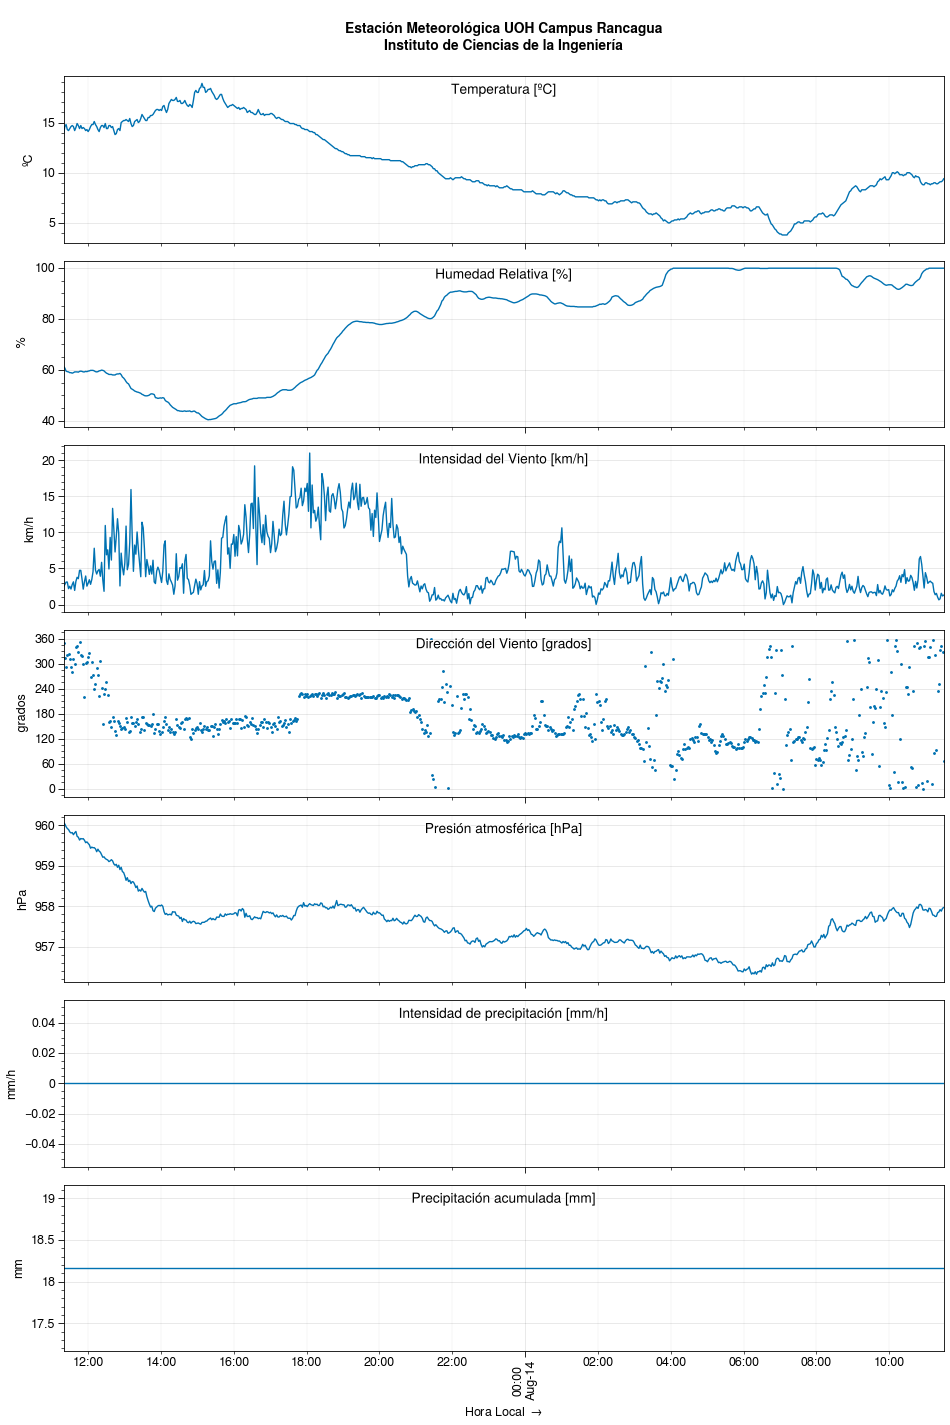 Estación Meteorológica UOH Campus Rancagua
Instituto de Ciencias de la Ingeniería
Temperatura [ºC]
ºC
15
10
5
Humedad Relativa [%]
%
100
80
60
40
Intensidad del Viento [km/h]
km/h
20
15
10
5
0
Dirección del Viento [grados]
grados
360
300
240
180
120
60
0
Presión atmosférica [hPa]
hPa
960
959
958
957
Intensidad de precipitación [mm/h]
mm/h
0.04
0.02
0
−0.02
−0.04
Precipitación acumulada [mm]
mm
19
18.5
18
17.5
12:00 14:00 16:00 18:00 20:00 22:00 00:00 02:00 04:00 06:00 08:00 10:00
Aug-14
Hora Local →